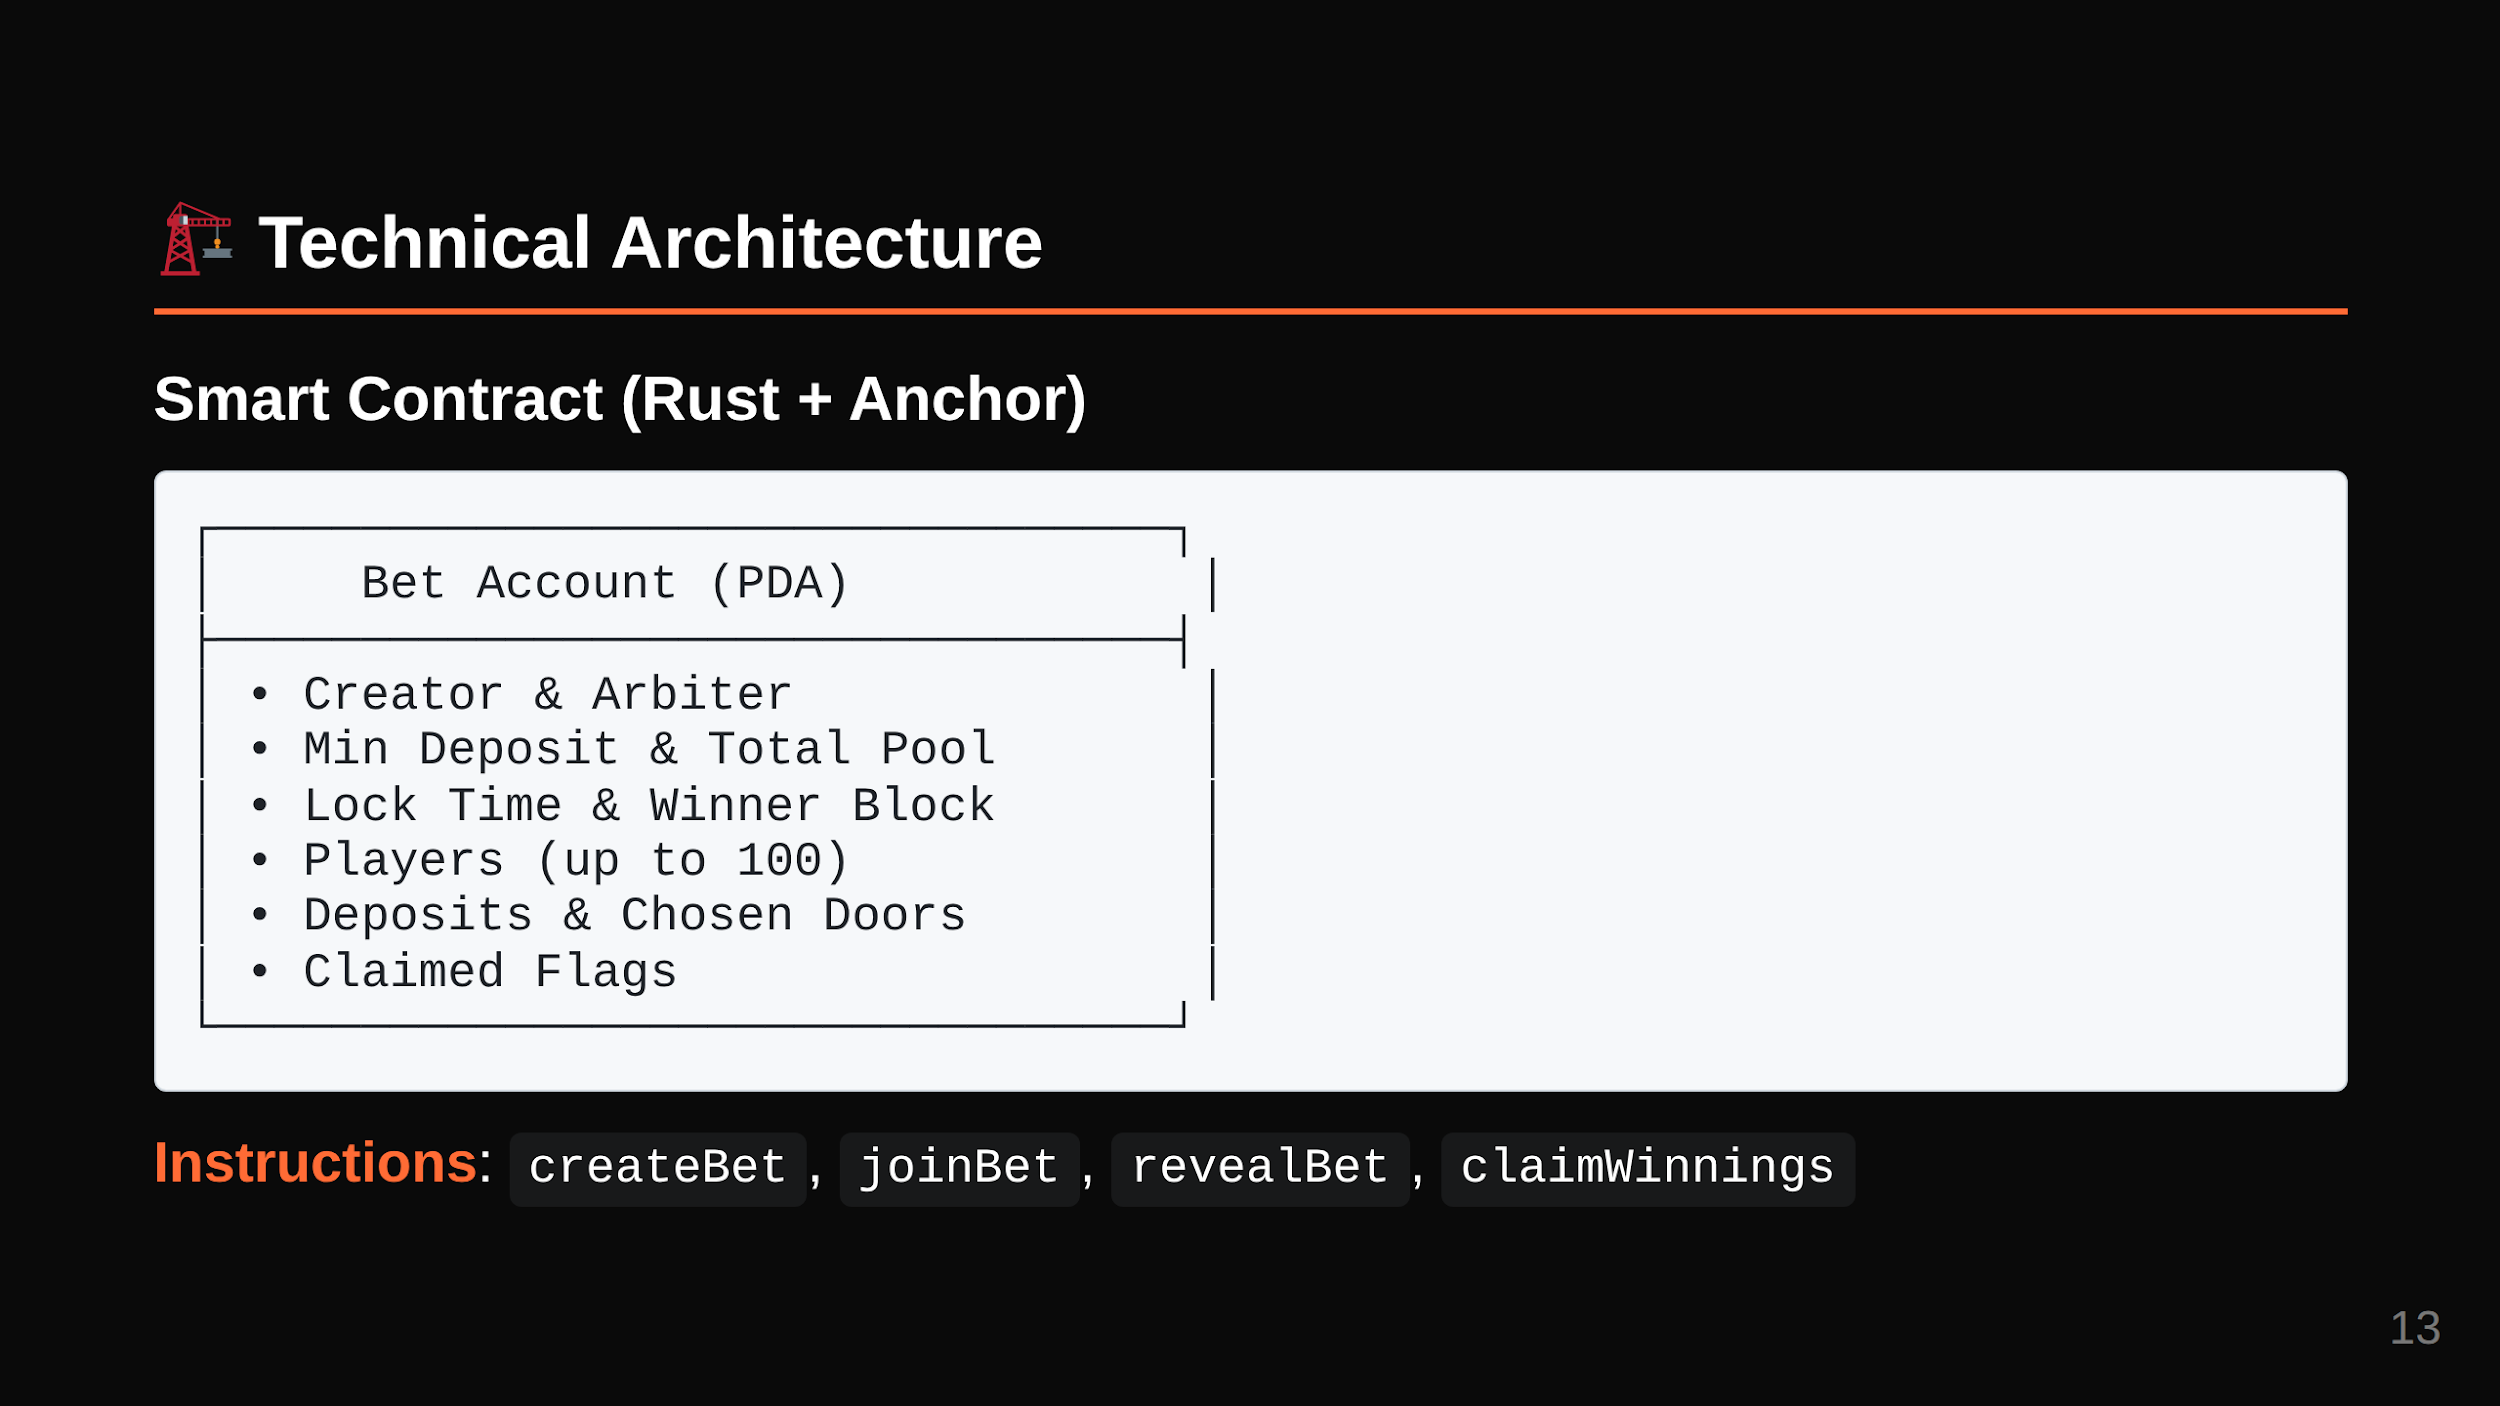 Technical Architecture
Smart Contract (Rust + Anchor)
Bet Account (PDA)
• Creator & Arbiter
• Min Deposit & Total Pool
• Lock Time & Winner Block
• Players (up to 100)
• Deposits & Chosen Doors
• Claimed Flags
Instructions: createBet, joinBet, revealBet, claimWinnings
13